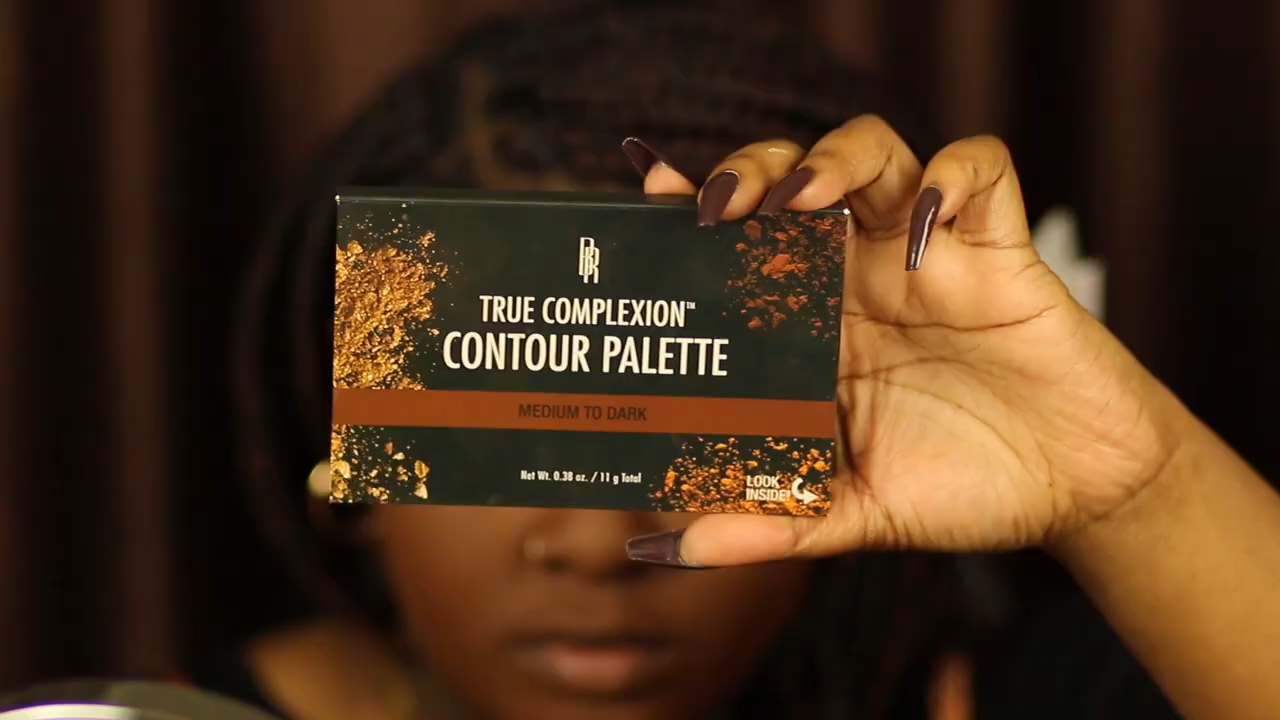 BR
TRUE COMPLEXION™
CONTOUR PALETTE
MEDIUM TO DARK
Net Wt. 0.38 oz. / 11 g Total
LOOK
INSIDE!